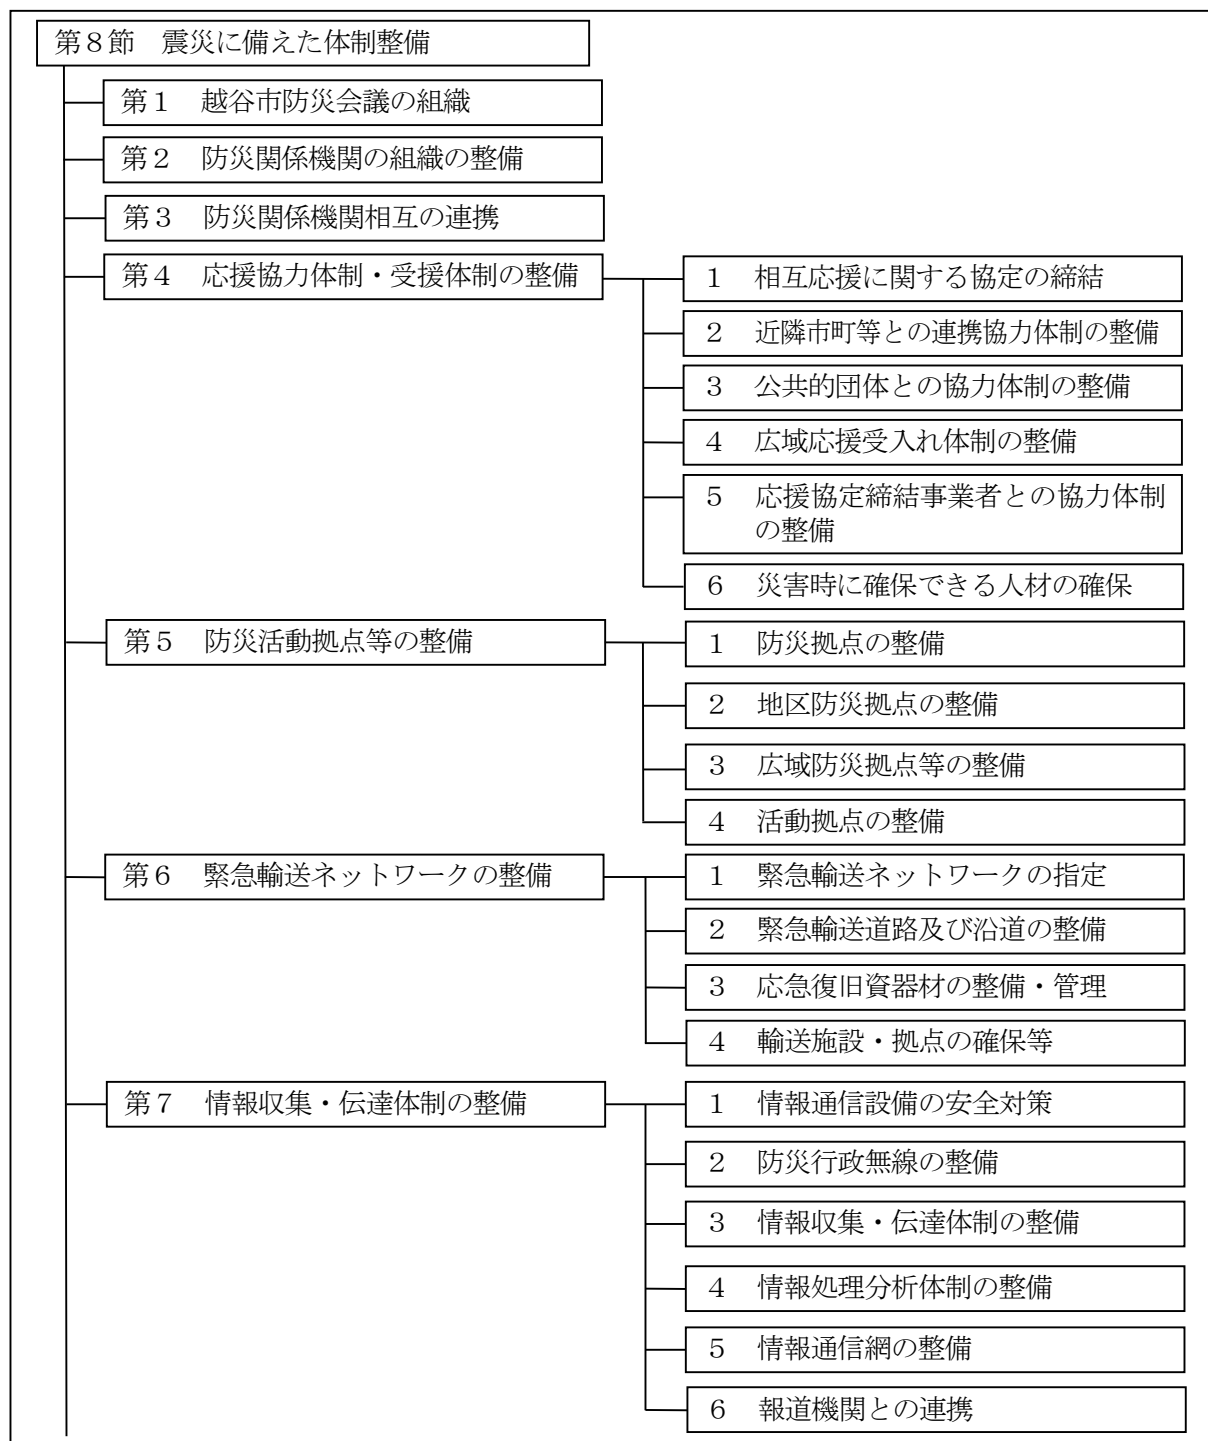 第８節　震災に備えた体制整備
第１　越谷市防災会議の組織
第２　防災関係機関の組織の整備
第３　防災関係機関相互の連携
第４　応援協力体制・受援体制の整備
１　相互応援に関する協定の締結
２　近隣市町等との連携協力体制の整備
３　公共的団体との協力体制の整備
４　広域応援受入れ体制の整備
５　応援協定締結事業者との協力体制
の整備
６　災害時に確保できる人材の確保
第５　防災活動拠点等の整備
１　防災拠点の整備
２　地区防災拠点の整備
３　広域防災拠点等の整備
４　活動拠点の整備
第６　緊急輸送ネットワークの整備
１　緊急輸送ネットワークの指定
２　緊急輸送道路及び沿道の整備
３　応急復旧資器材の整備・管理
４　輸送施設・拠点の確保等
第７　情報収集・伝達体制の整備
１　情報通信設備の安全対策
２　防災行政無線の整備
３　情報収集・伝達体制の整備
４　情報処理分析体制の整備
５　情報通信網の整備
６　報道機関との連携